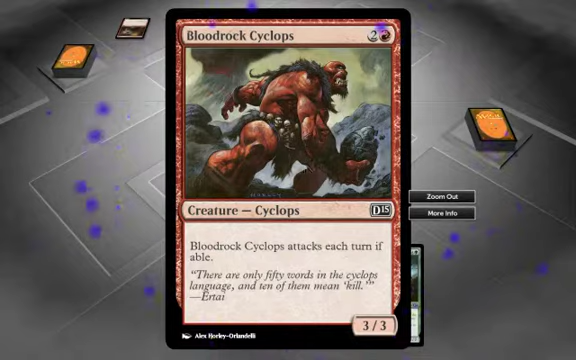 Bloodrock Cyclops
2
Creature — Cyclops
D15
Bloodrock Cyclops attacks each turn if
able.
“There are only fifty words in the cyclops
language, and ten of them mean ‘kill.’”
—Ertai
3 / 3
Alex Horley-Orlandelli
Zoom Out
More Info